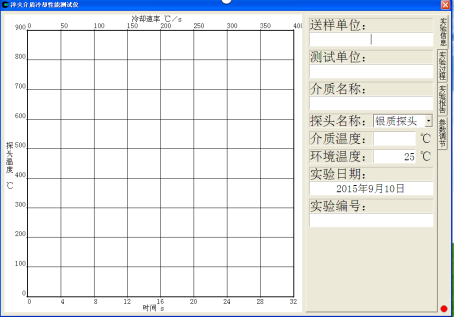 淬火介质冷却性能测试仪
冷却速率 ℃/s
0 50 100 150 200 250 300 350 400
900
800
700
600
500
400
300
200
100
0
探头温度 ℃
0 4 8 12 16 20 24 28 32
时间 s
送样单位：
测试单位：
介质名称：
探头名称： 银质探头
介质温度： ℃
环境温度： 25 ℃
实验日期：
2015年9月10日
实验编号：
实验信息
实验过程
实验报告
参数调节